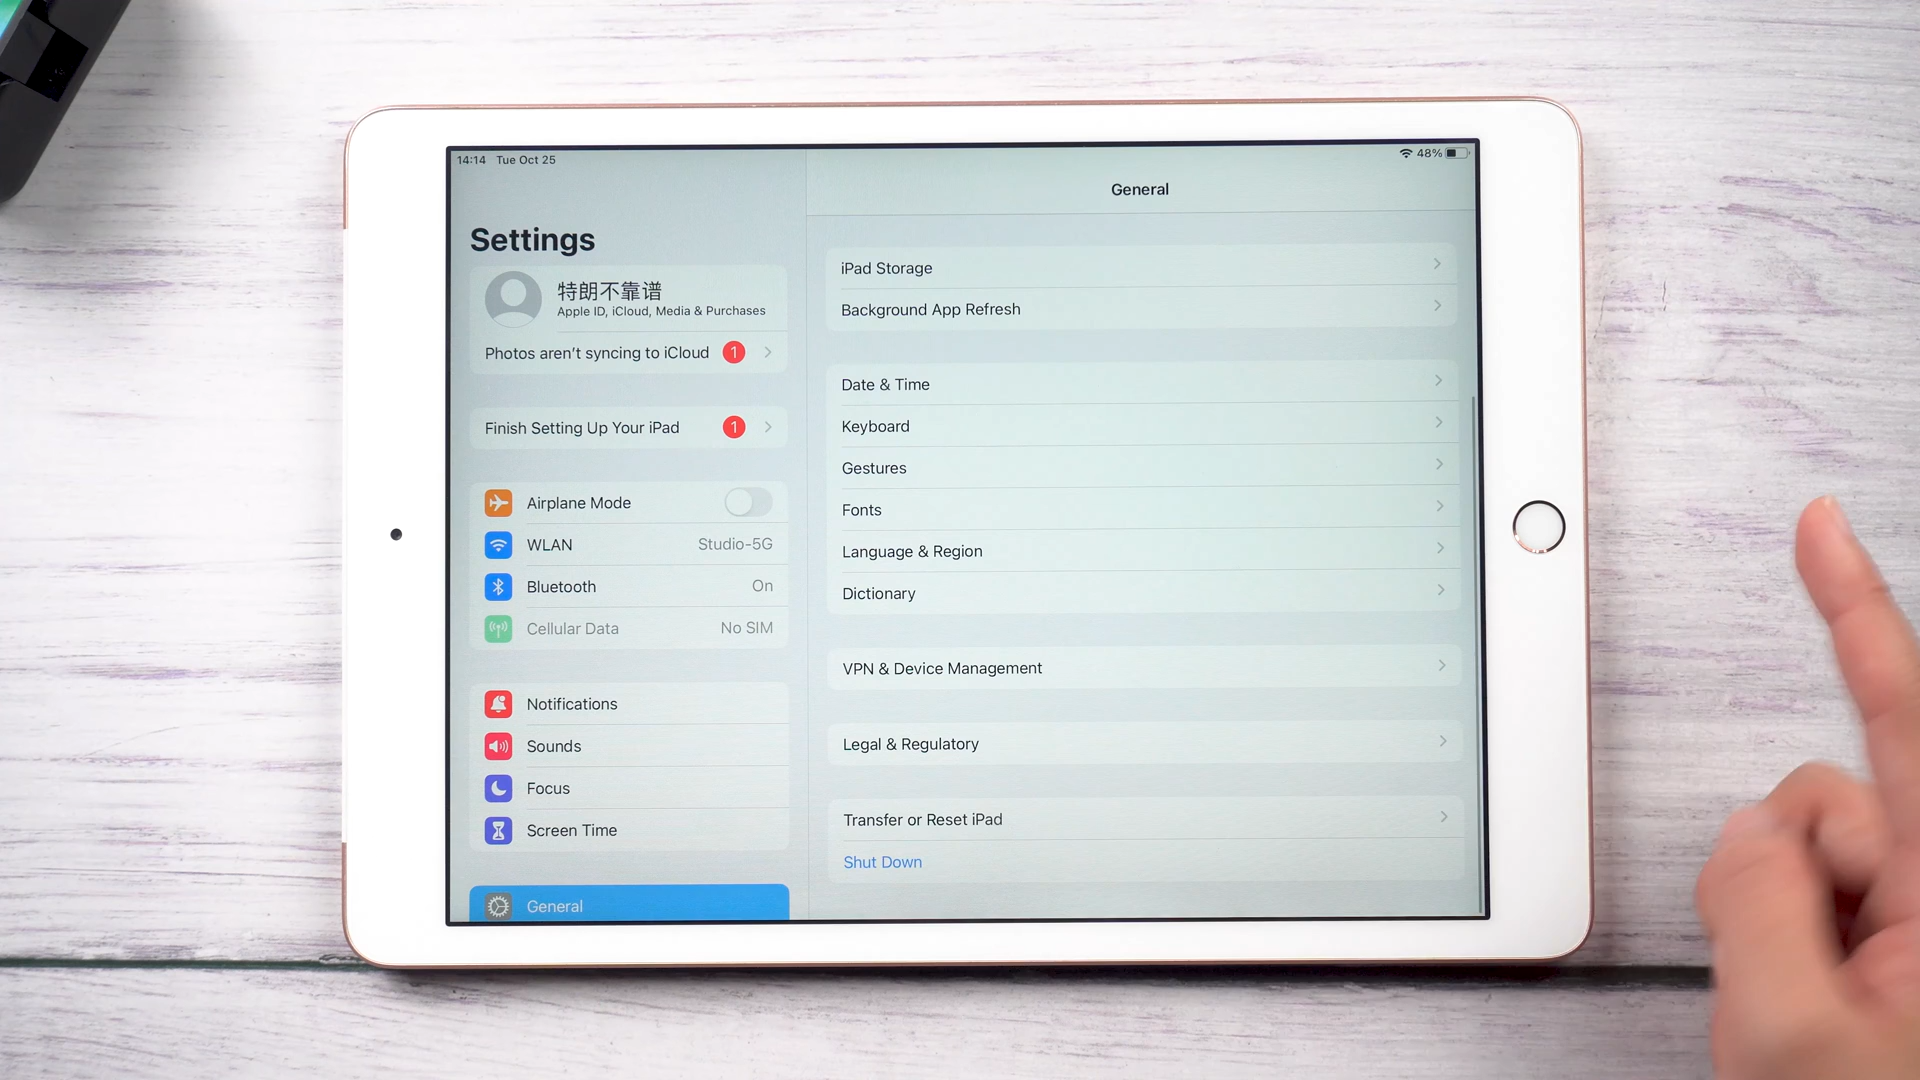 14:14 Tue Oct 25
48%
Settings
特朗不靠谱
Apple ID, iCloud, Media & Purchases
Photos aren't syncing to iCloud 1
Finish Setting Up Your iPad 1
Airplane Mode
WLAN Studio-5G
Bluetooth On
Cellular Data No SIM
Notifications
Sounds
Focus
Screen Time
General
General
iPad Storage
Background App Refresh
Date & Time
Keyboard
Gestures
Fonts
Language & Region
Dictionary
VPN & Device Management
Legal & Regulatory
Transfer or Reset iPad
Shut Down